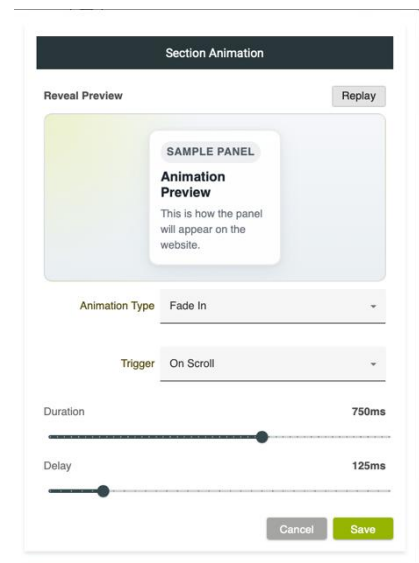 Section Animation
Reveal Preview Replay
SAMPLE PANEL
Animation
Preview
This is how the panel
will appear on the
website.
Animation Type Fade In
Trigger On Scroll
Duration 750ms
Delay 125ms
Cancel Save